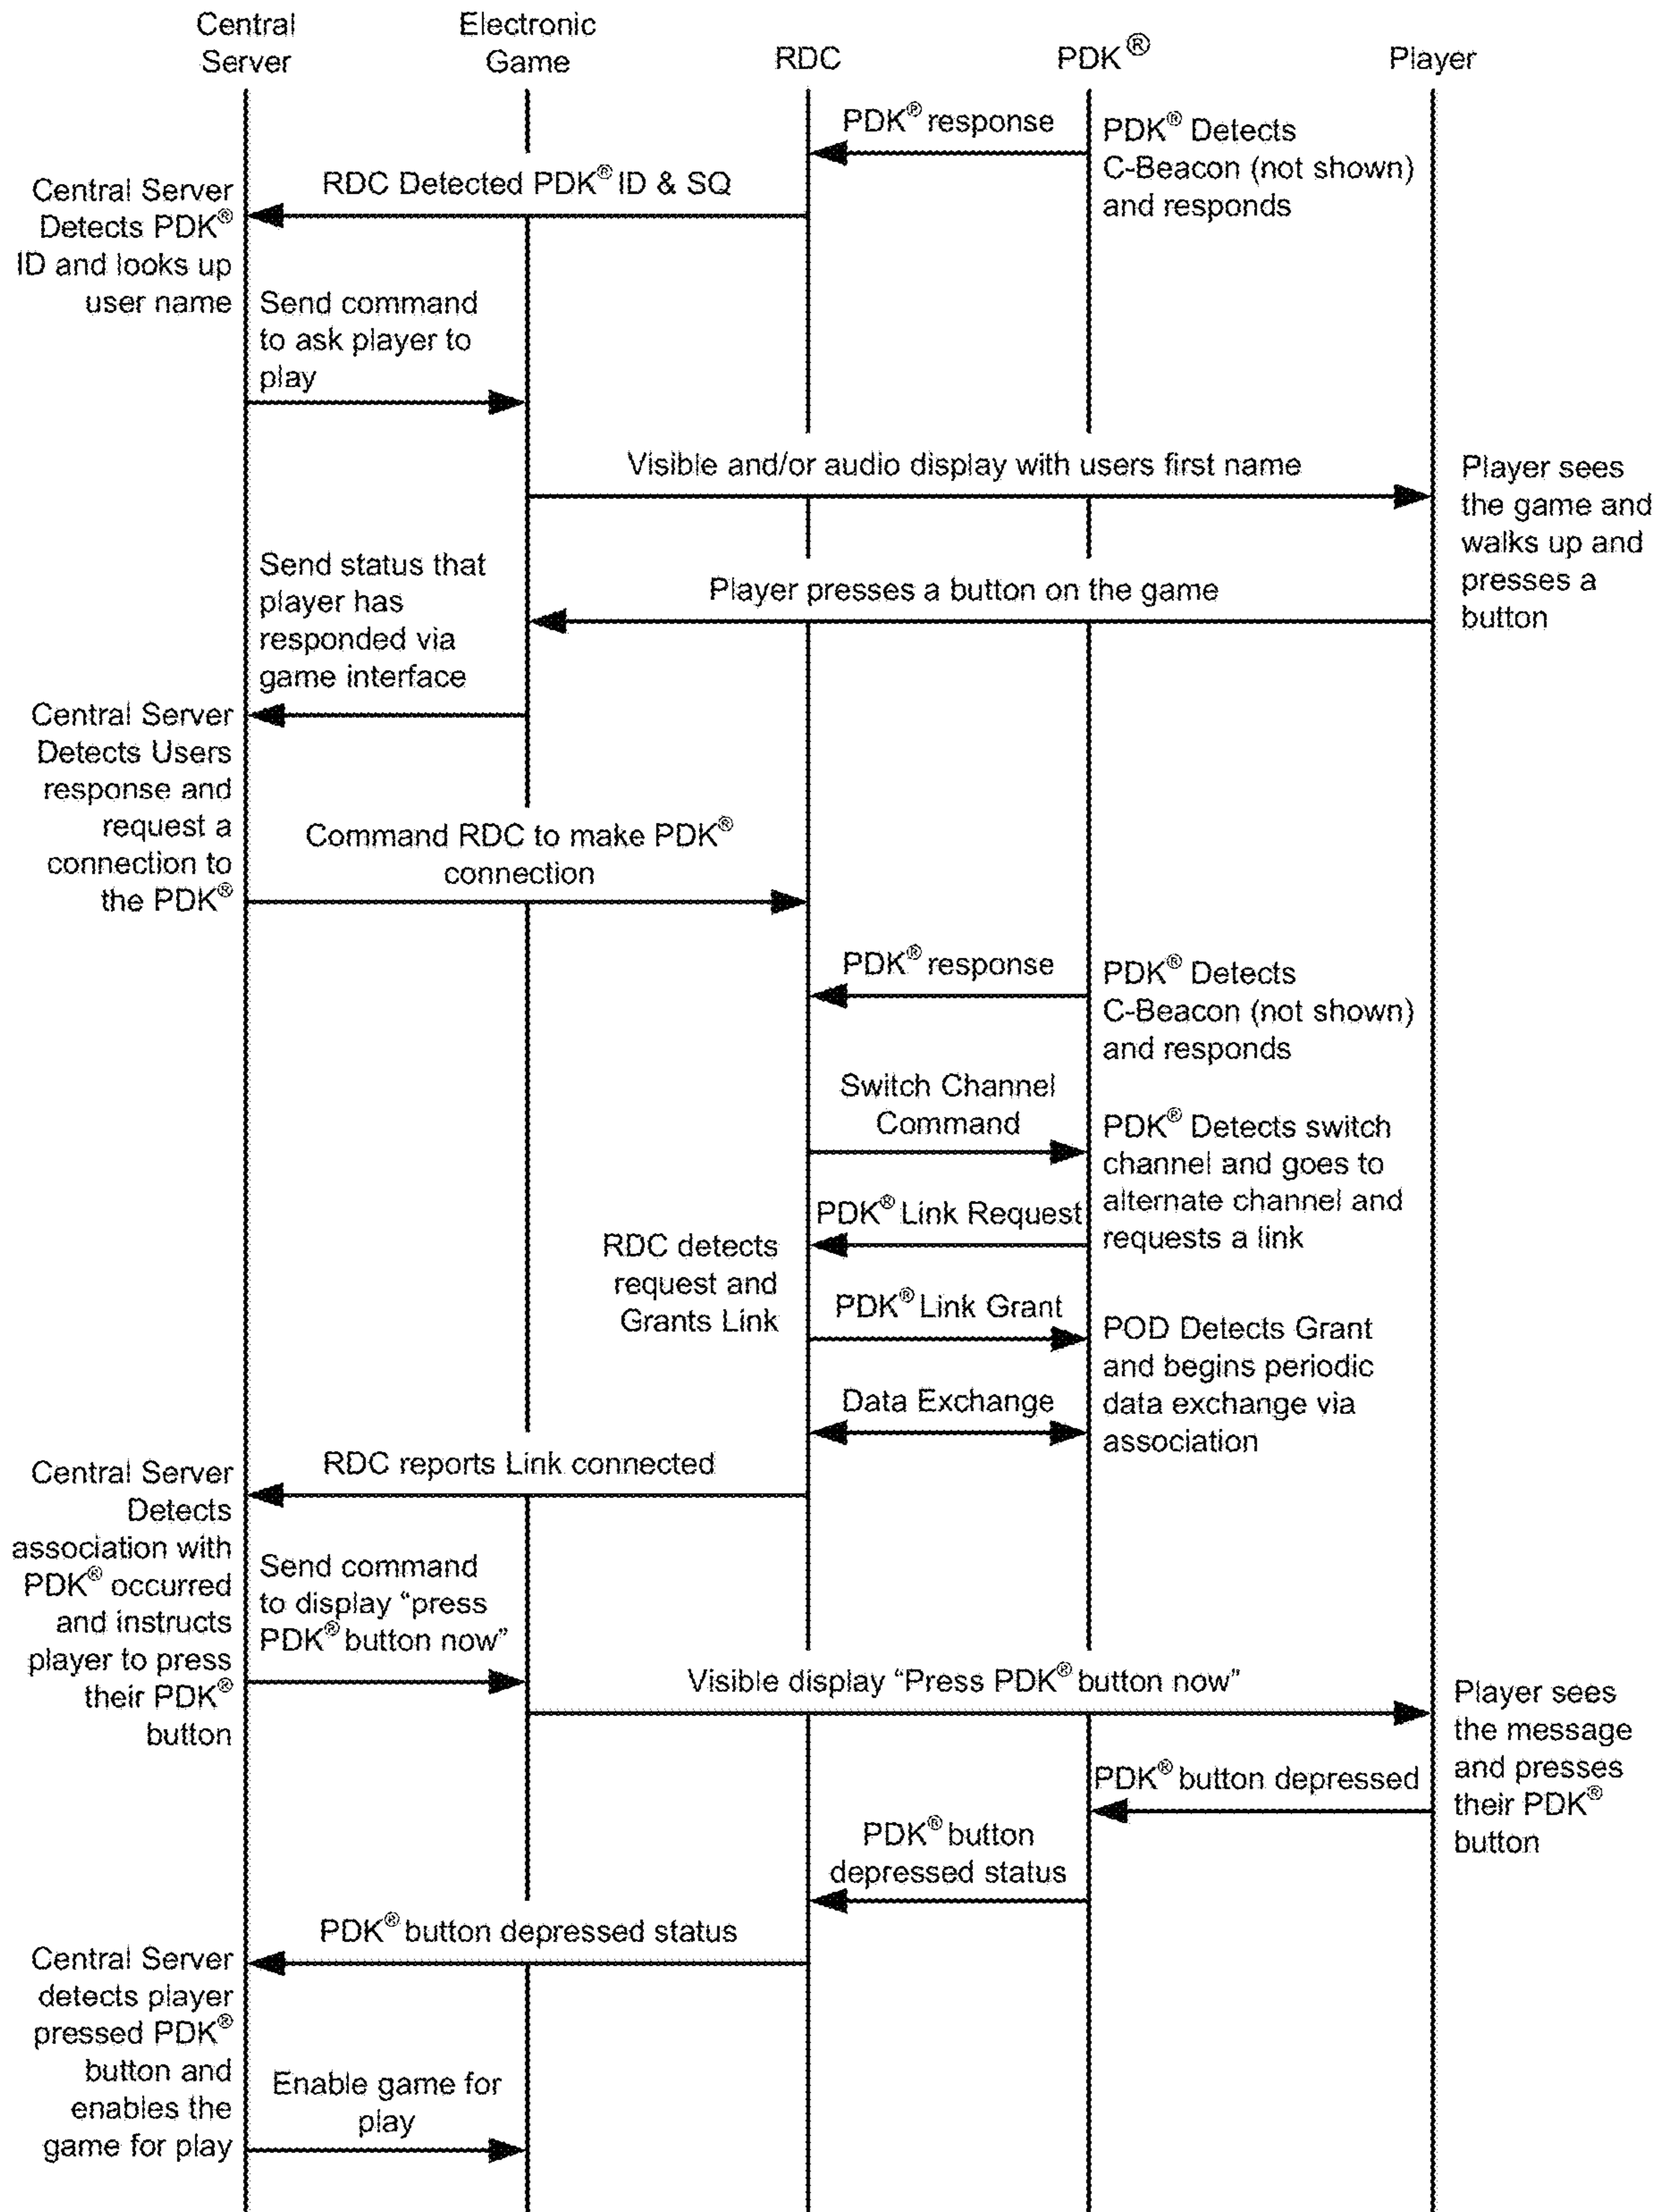 Central
Server
Electronic
Game
RDC
PDK®
Player
PDK® response
PDK® Detects
C-Beacon (not shown)
and responds
RDC Detected PDK® ID & SQ
Central Server
Detects PDK®
ID and looks up
user name
Send command
to ask player to
play
Visible and/or audio display with users first name
Player sees
the game and
walks up and
presses a
button
Player presses a button on the game
Send status that
player has
responded via
game interface
Central Server
Detects Users
response and
request a
connection to
the PDK®
Command RDC to make PDK®
connection
PDK® response
PDK® Detects
C-Beacon (not shown)
and responds
Switch Channel
Command
PDK® Detects switch
channel and goes to
alternate channel and
requests a link
PDK® Link Request
RDC detects
request and
Grants Link
PDK® Link Grant
POD Detects Grant
and begins periodic
data exchange via
association
Data Exchange
RDC reports Link connected
Central Server
Detects
association with
PDK® occurred
and instructs
player to press
their PDK®
button
Send command
to display “press
PDK® button now”
Visible display “Press PDK® button now”
Player sees
the message
and presses
their PDK®
button
PDK® button depressed
PDK® button
depressed status
PDK® button depressed status
Central Server
detects player
pressed PDK®
button and
enables the
game for play
Enable game for
play